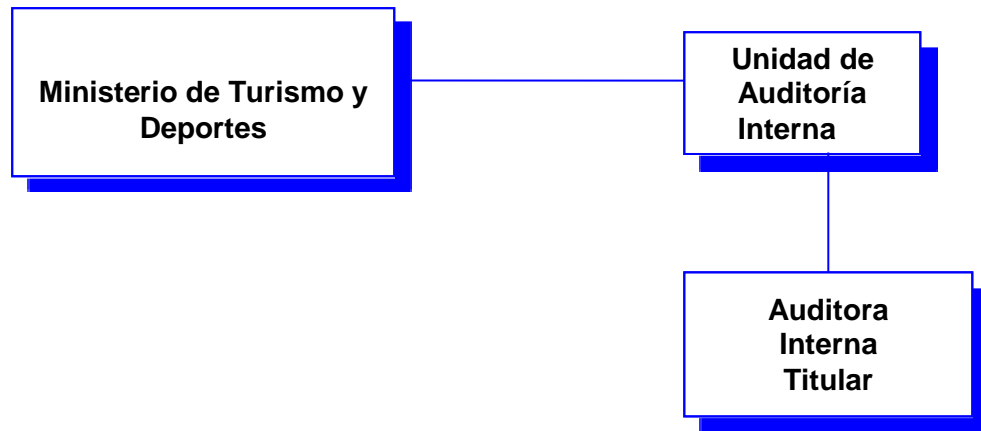 Ministerio de Turismo y
Deportes
Unidad de
Auditoría
Interna
Auditora
Interna
Titular